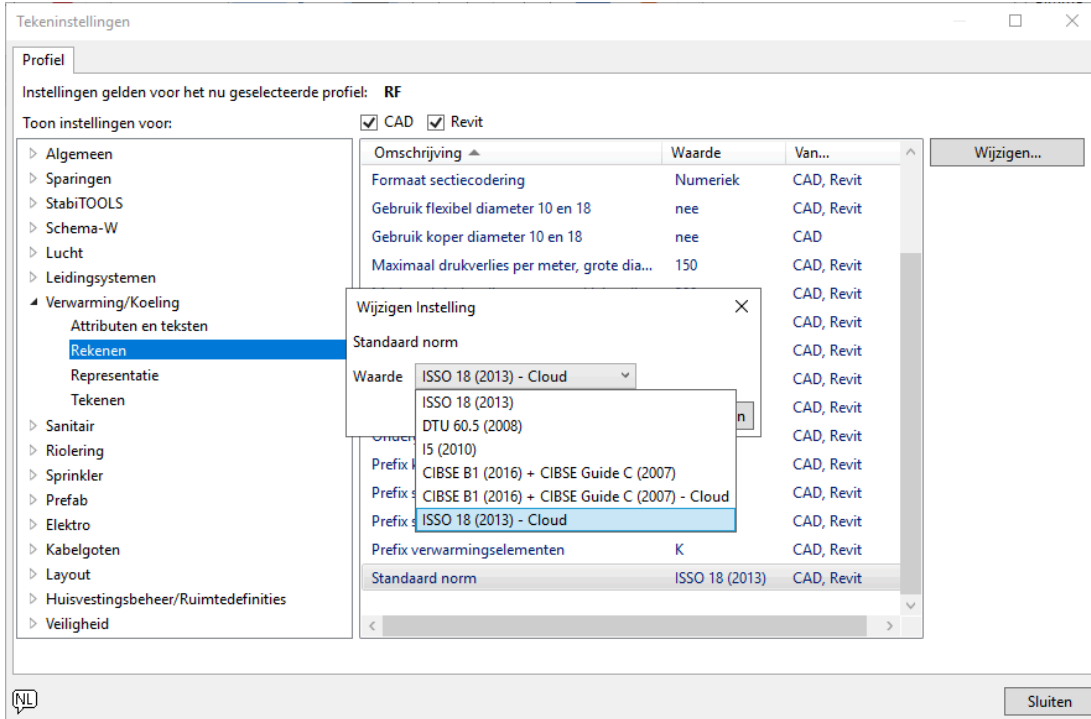 Tekeninstellingen
Profiel
Instellingen gelden voor het nu geselecteerde profiel: RF
Toon instellingen voor: CAD Revit
Algemeen
Sparingen
StabiTOOLS
Schema-W
Lucht
Leidingsystemen
Verwarming/Koeling
Attributen en teksten
Rekenen
Representatie
Tekenen
Sanitair
Riolering
Sprinkler
Prefab
Elektro
Kabelgoten
Layout
Huisvestingsbeheer/Ruimtedefinities
Veiligheid
Omschrijving Waarde Van...
Formaat sectiecodering Numeriek CAD, Revit
Gebruik flexibel diameter 10 en 18 nee CAD, Revit
Gebruik koper diameter 10 en 18 nee CAD
Maximaal drukverlies per meter, grote dia... 150 CAD, Revit
CAD, Revit
CAD, Revit
CAD, Revit
CAD, Revit
CAD, Revit
CAD, Revit
Prefix CAD, Revit
Prefix CAD, Revit
Prefix CAD, Revit
Prefix verwarmingselementen K CAD, Revit
Standaard norm ISSO 18 (2013) CAD, Revit
Wijzigen...
Wijzigen Instelling
Standaard norm
Waarde ISSO 18 (2013) - Cloud
ISSO 18 (2013)
DTU 60.5 (2008)
I5 (2010)
CIBSE B1 (2016) + CIBSE Guide C (2007)
CIBSE B1 (2016) + CIBSE Guide C (2007) - Cloud
ISSO 18 (2013) - Cloud
NL
Sluiten